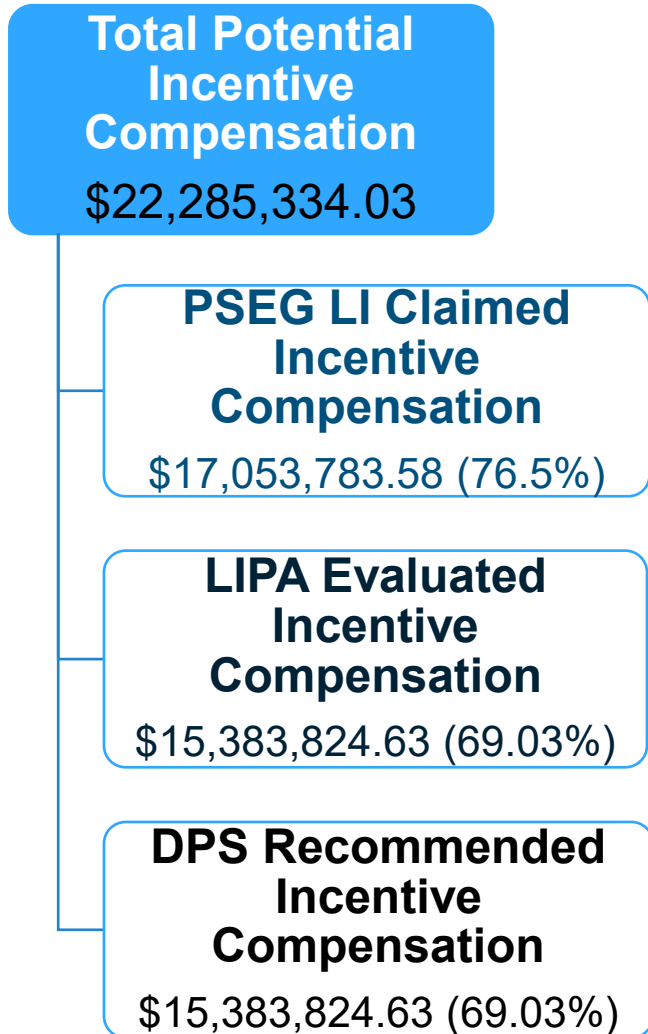 Total Potential
Incentive
Compensation
$22,285,334.03
PSEG LI Claimed
Incentive
Compensation
$17,053,783.58 (76.5%)
LIPA Evaluated
Incentive
Compensation
$15,383,824.63 (69.03%)
DPS Recommended
Incentive
Compensation
$15,383,824.63 (69.03%)